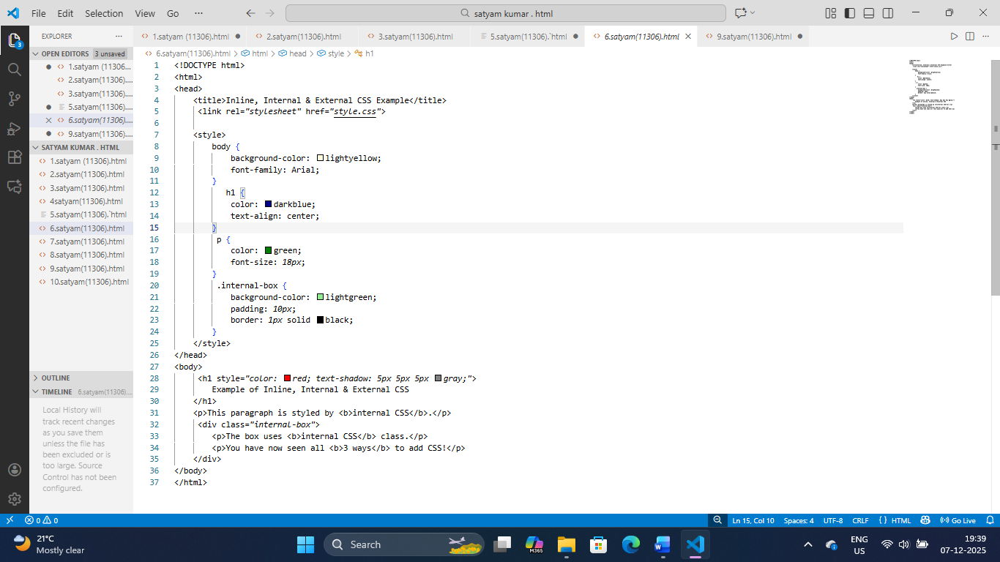 File Edit Selection View Go ··· satyam kumar . html
EXPLORER ···
OPEN EDITORS 3 unsaved
1.satyam (11306...
2.satyam(11306)....
3.satyam(11306)....
5.satyam(11306)....
6.satyam(11306)....
9.satyam(11306)....
SATYAM KUMAR . HTML
1.satyam (11306).html
2.satyam(11306).html
3.satyam(11306).html
4satyam(11306).html
5.satyam(11306).`html
6.satyam(11306).html
7.satyam(11306).html
8.satyam(11306).html
9.satyam(11306).html
10.satyam(11306).html
OUTLINE
TIMELINE 6.satyam(11306)....
Local History will
track recent changes
as you save them
unless the file has
been excluded or is
too large. Source
Control has not been
configured.
3
1.satyam (11306).html 2.satyam(11306).html 3.satyam(11306).html 5.satyam(11306).`html 6.satyam(11306).html 9.satyam(11306).html
6.satyam(11306).html > html > head > style > h1
1 <!DOCTYPE html>
2 <html>
3 <head>
4 <title>Inline, Internal & External CSS Example</title>
5 <link rel="stylesheet" href="style.css">
6
7 <style>
8 body {
9 background-color: lightyellow;
10 font-family: Arial;
11 }
12 h1 {
13 color: darkblue;
14 text-align: center;
15 }
16 p {
17 color: green;
18 font-size: 18px;
19 }
20 .internal-box {
21 background-color: lightgreen;
22 padding: 10px;
23 border: 1px solid black;
24 }
25 </style>
26 </head>
27 <body>
28 <h1 style="color: red; text-shadow: 5px 5px 5px gray;">
29 Example of Inline, Internal & External CSS
30 </h1>
31 <p>This paragraph is styled by <b>internal CSS</b>.</p>
32 <div class="internal-box">
33 <p>The box uses <b>internal CSS</b> class.</p>
34 <p>You have now seen all <b>3 ways</b> to add CSS!</p>
35 </div>
36 </body>
37 </html>
0 0 Ln 15, Col 10 Spaces: 4 UTF-8 CRLF { } HTML Go Live
21°C
Mostly clear
Search
M365
ENG
US
19:39
07-12-2025